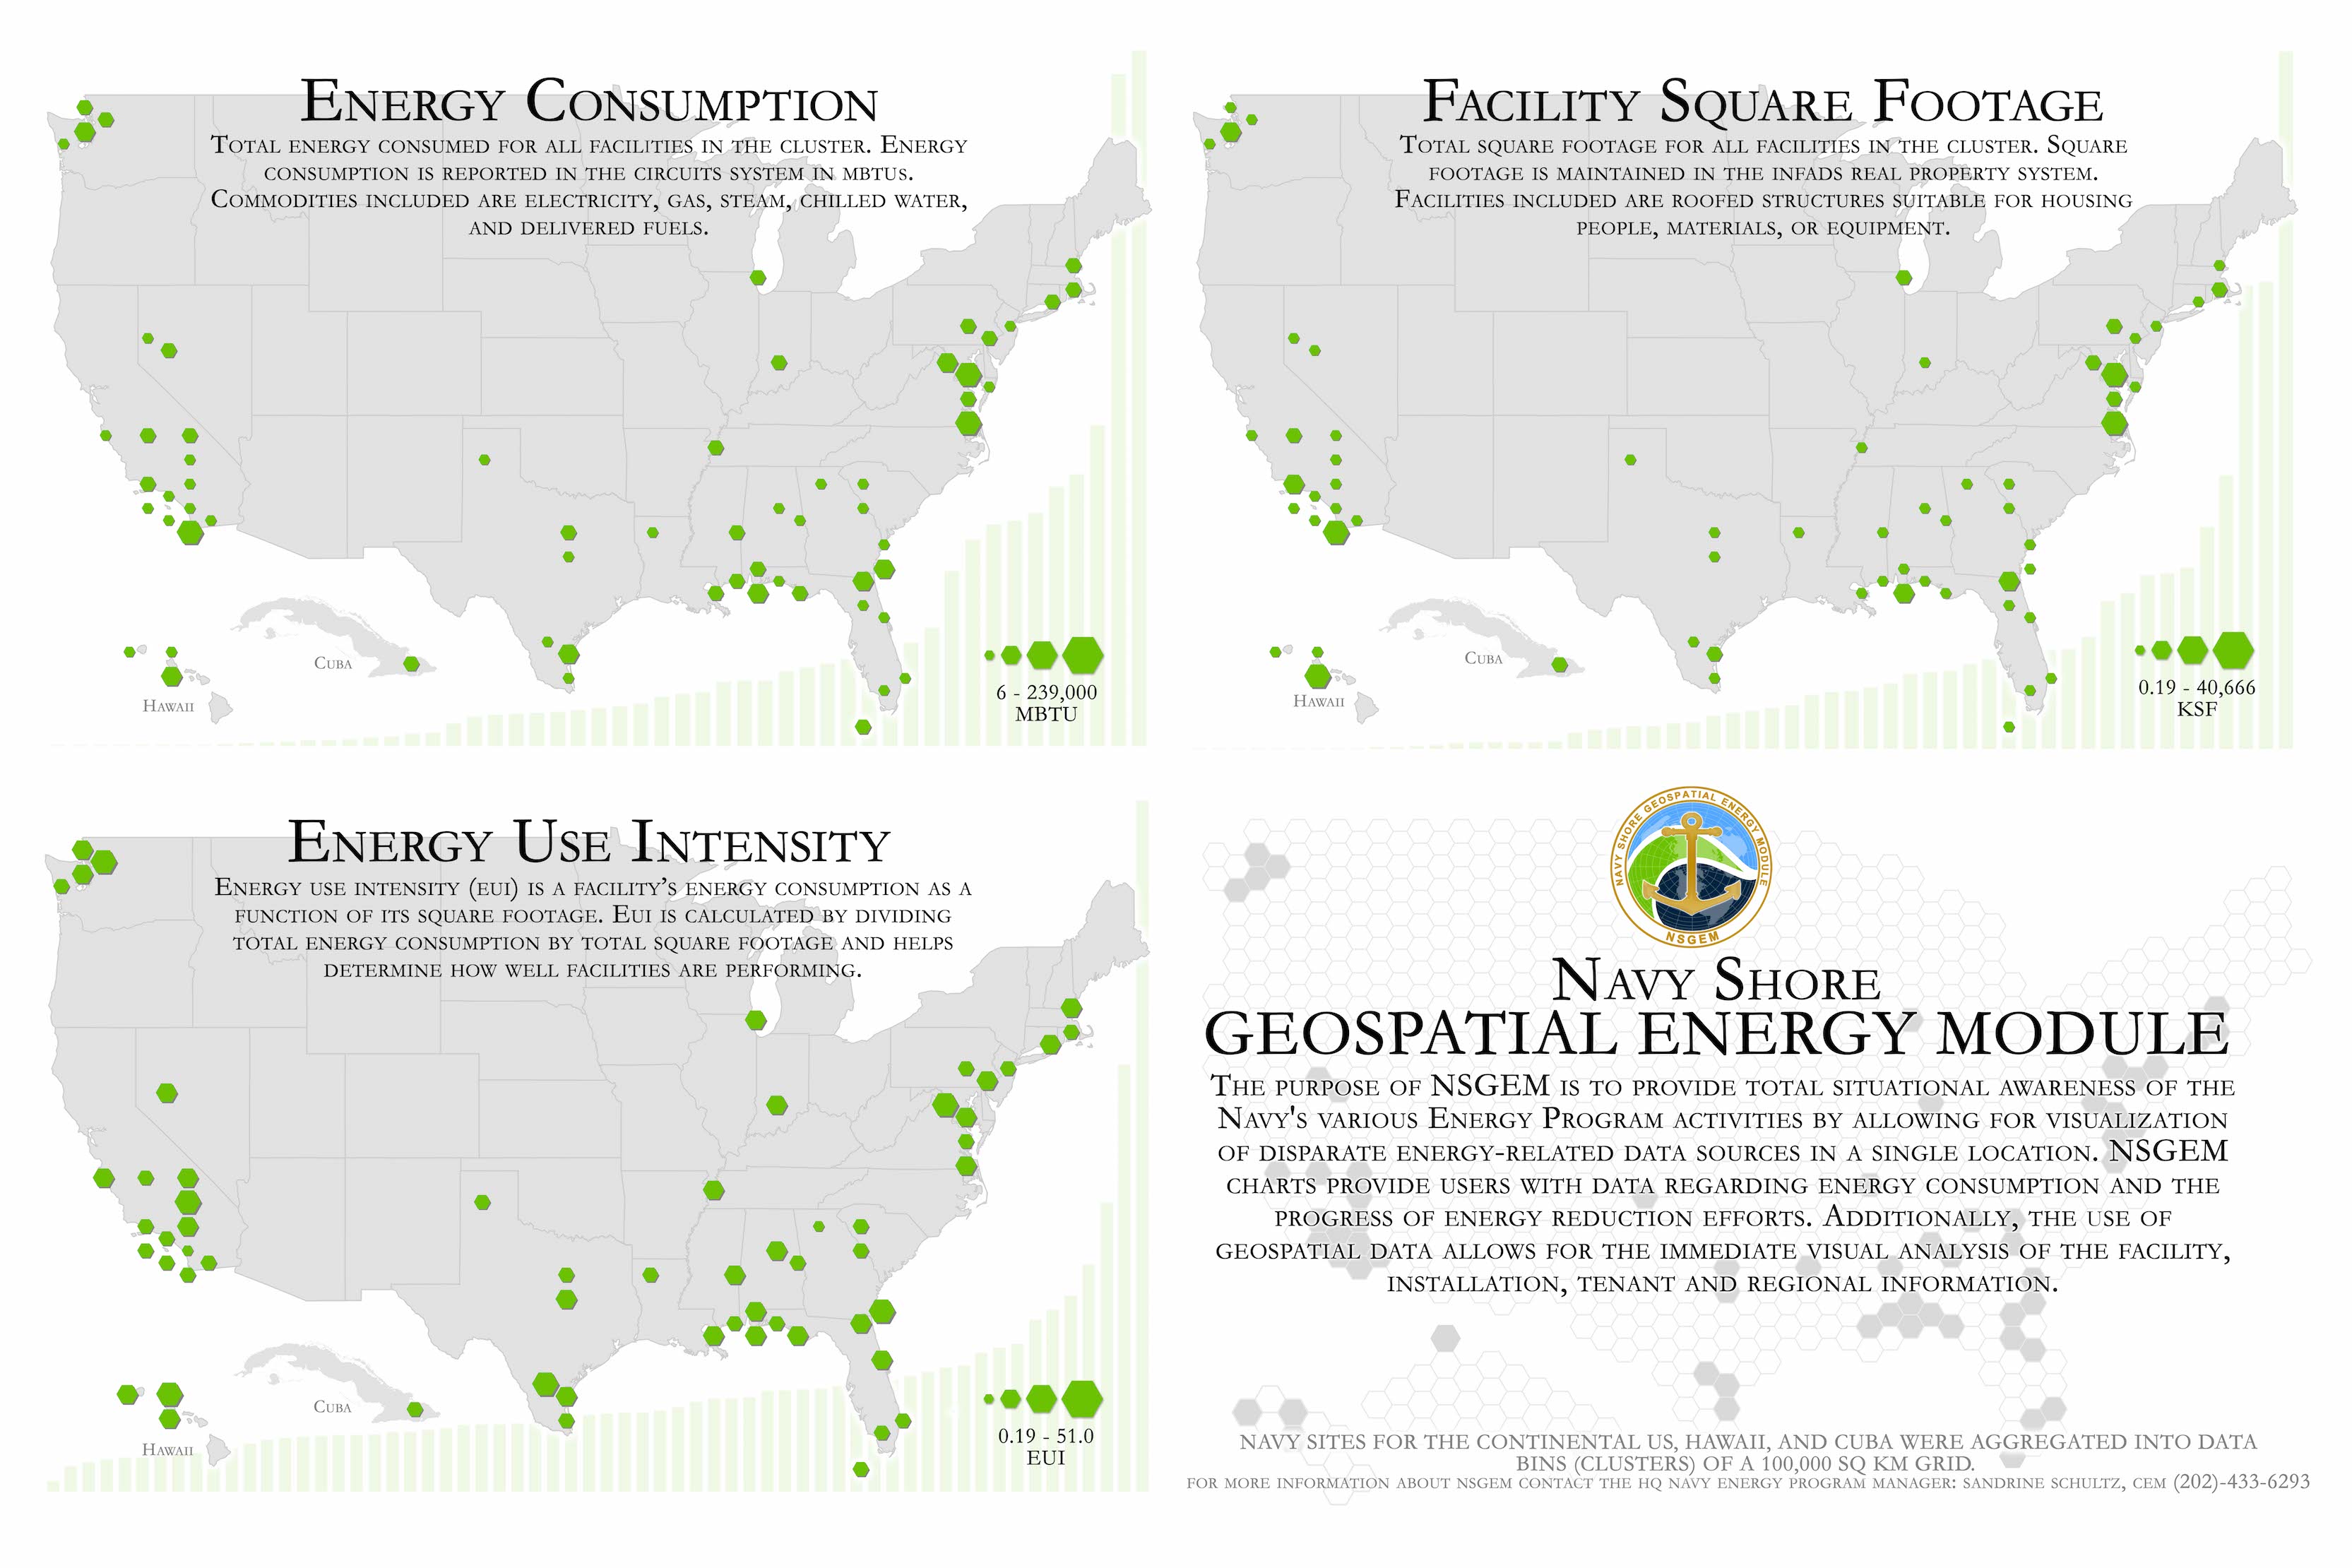 Energy Consumption
Total energy consumed for all facilities in the cluster. Energy
consumption is reported in the circuits system in mbtus.
Commodities included are electricity, gas, steam, chilled water,
and delivered fuels.
Cuba
Hawaii
6 - 239,000
MBTU
Facility Square Footage
Total square footage for all facilities in the cluster. Square
footage is maintained in the infads real property system.
Facilities included are roofed structures suitable for housing
people, materials, or equipment.
Cuba
Hawaii
0.19 - 40,666
KSF
Energy Use Intensity
Energy use intensity (eui) is a facility's energy consumption as a
function of its square footage. Eui is calculated by dividing
total energy consumption by total square footage and helps
determine how well facilities are performing.
Cuba
Hawaii
0.19 - 51.0
EUI
NAVY SHORE GEOSPATIAL ENERGY MODULE
NSGEM
Navy Shore
GEOSPATIAL ENERGY MODULE
The purpose of NSGEM is to provide total situational awareness of the
Navy's various Energy Program activities by allowing for visualization
of disparate energy-related data sources in a single location. NSGEM
charts provide users with data regarding energy consumption and the
progress of energy reduction efforts. Additionally, the use of
geospatial data allows for the immediate visual analysis of the facility,
installation, tenant and regional information.
NAVY SITES FOR THE CONTINENTAL US, HAWAII, AND CUBA WERE AGGREGATED INTO DATA
BINS (CLUSTERS) OF A 100,000 SQ KM GRID.
FOR MORE INFORMATION ABOUT NSGEM CONTACT THE HQ NAVY ENERGY PROGRAM MANAGER: SANDRINE SCHULTZ, CEM (202)-433-6293